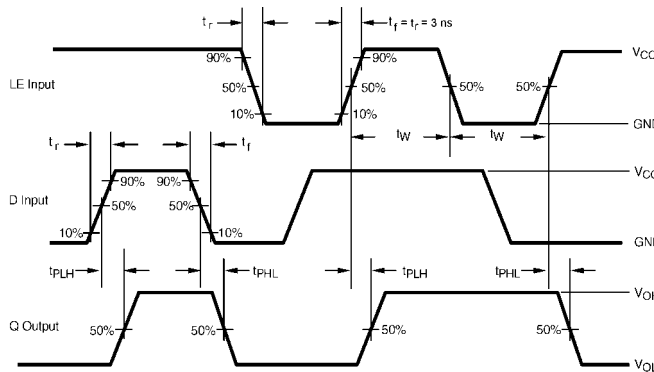 t_r
t_f = t_r = 3 ns
90%
90%
V_CC
LE Input
50%
50%
50%
50%
10%
10%
GND
t_r
t_f
t_W
t_W
V_CC
90%
90%
D Input
50%
50%
10%
10%
GND
t_PLH
t_PHL
t_PLH
t_PHL
V_OH
Q Output
50%
50%
50%
50%
V_OL